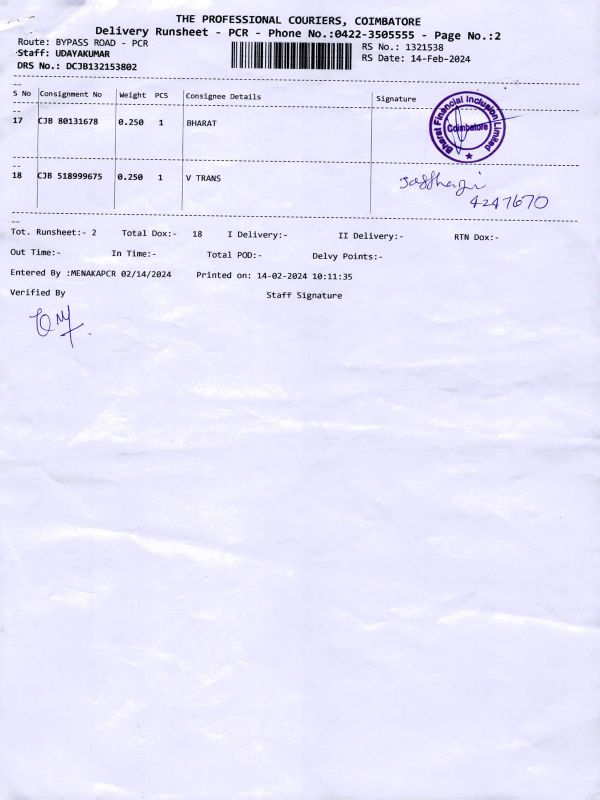 THE PROFESSIONAL COURIERS, COIMBATORE
Delivery Runsheet - PCR - Phone No.:0422-3505555 - Page No.:2
Route: BYPASS ROAD - PCR
RS No.: 1321538
Staff: UDAYAKUMAR
RS Date: 14-Feb-2024
DRS No.: DCJB132153802
S No Consignment No Weight PCS Consignee Details Signature
17 CJB 80131678 0.250 1 BHARAT
Bharat Financial Inclusion Limited
Coimbatore
18 CJB 518999675 0.250 1 V TRANS
4247670
Tot. Runsheet:- 2 Total Dox:- 18 I Delivery:- II Delivery:- RTN Dox:-
Out Time:- In Time:- Total POD:- Delvy Points:-
Entered By :MENAKAPCR 02/14/2024 Printed on: 14-02-2024 10:11:35
Verified By Staff Signature